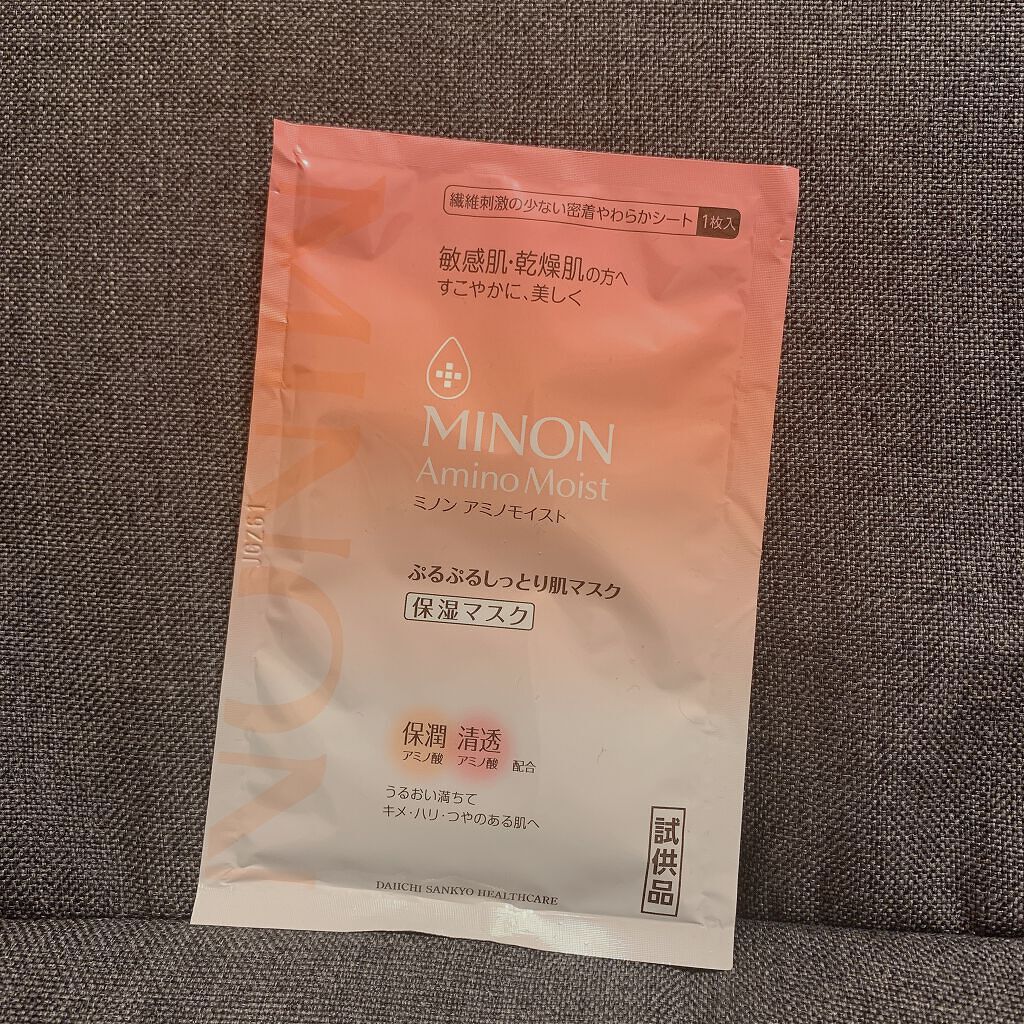 繊維刺激の少ない密着やわらかシート 1枚入
敏感肌・乾燥肌の方へ
すこやかに、美しく
MINON
Amino Moist
ミノン アミノモイスト
ぷるぷるしっとり肌マスク
保湿マスク
保潤 清透
アミノ酸 アミノ酸 配合
うるおい満ちて
キメ・ハリ・つやのある肌へ
試供品
DAIICHI SANKYO HEALTHCARE
MINON